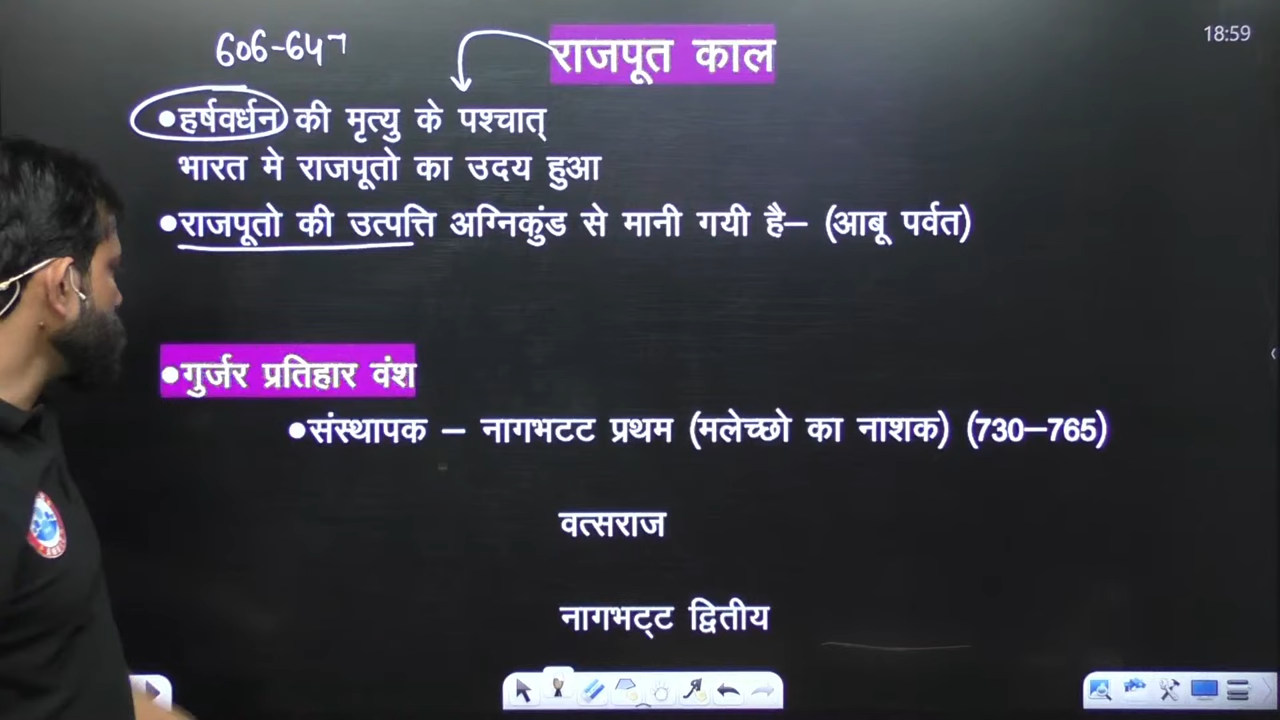 18:59
606-647
राजपूत काल
•हर्षवर्धन की मृत्यु के पश्चात्
भारत मे राजपूतो का उदय हुआ
•राजपूतो की उत्पत्ति अग्निकुंड से मानी गयी है– (आबू पर्वत)
•गुर्जर प्रतिहार वंश
•संस्थापक – नागभटट प्रथम (मलेच्छो का नाशक) (730–765)
वत्सराज
नागभट्ट द्वितीय